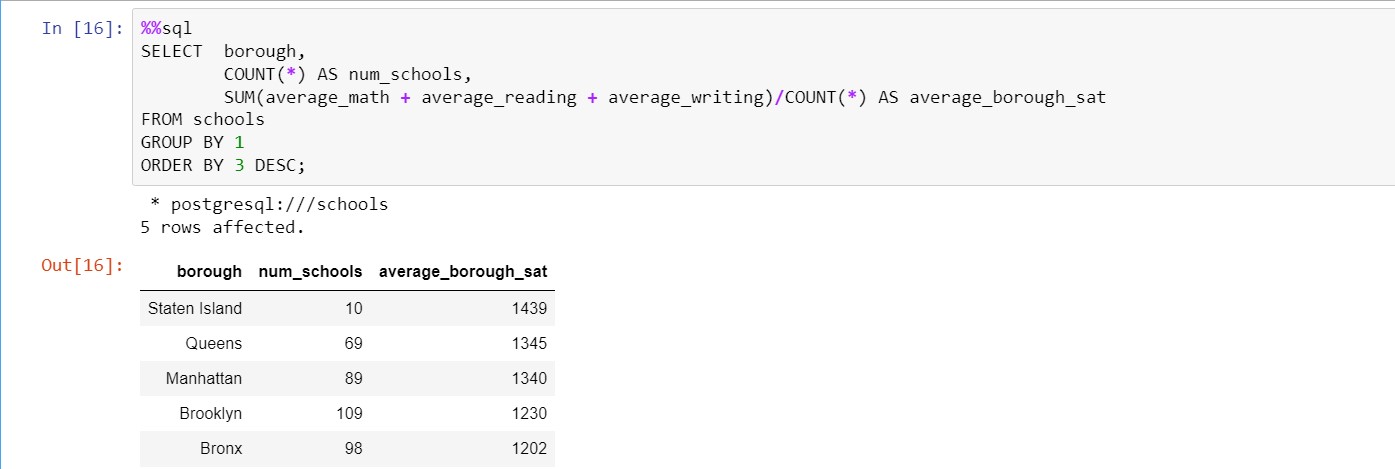 In [16]: %%sql
SELECT  borough,
        COUNT(*) AS num_schools,
        SUM(average_math + average_reading + average_writing)/COUNT(*) AS average_borough_sat
FROM schools
GROUP BY 1
ORDER BY 3 DESC;
 * postgresql:///schools
5 rows affected.
Out[16]: borough num_schools average_borough_sat
Staten Island 10 1439
Queens 69 1345
Manhattan 89 1340
Brooklyn 109 1230
Bronx 98 1202